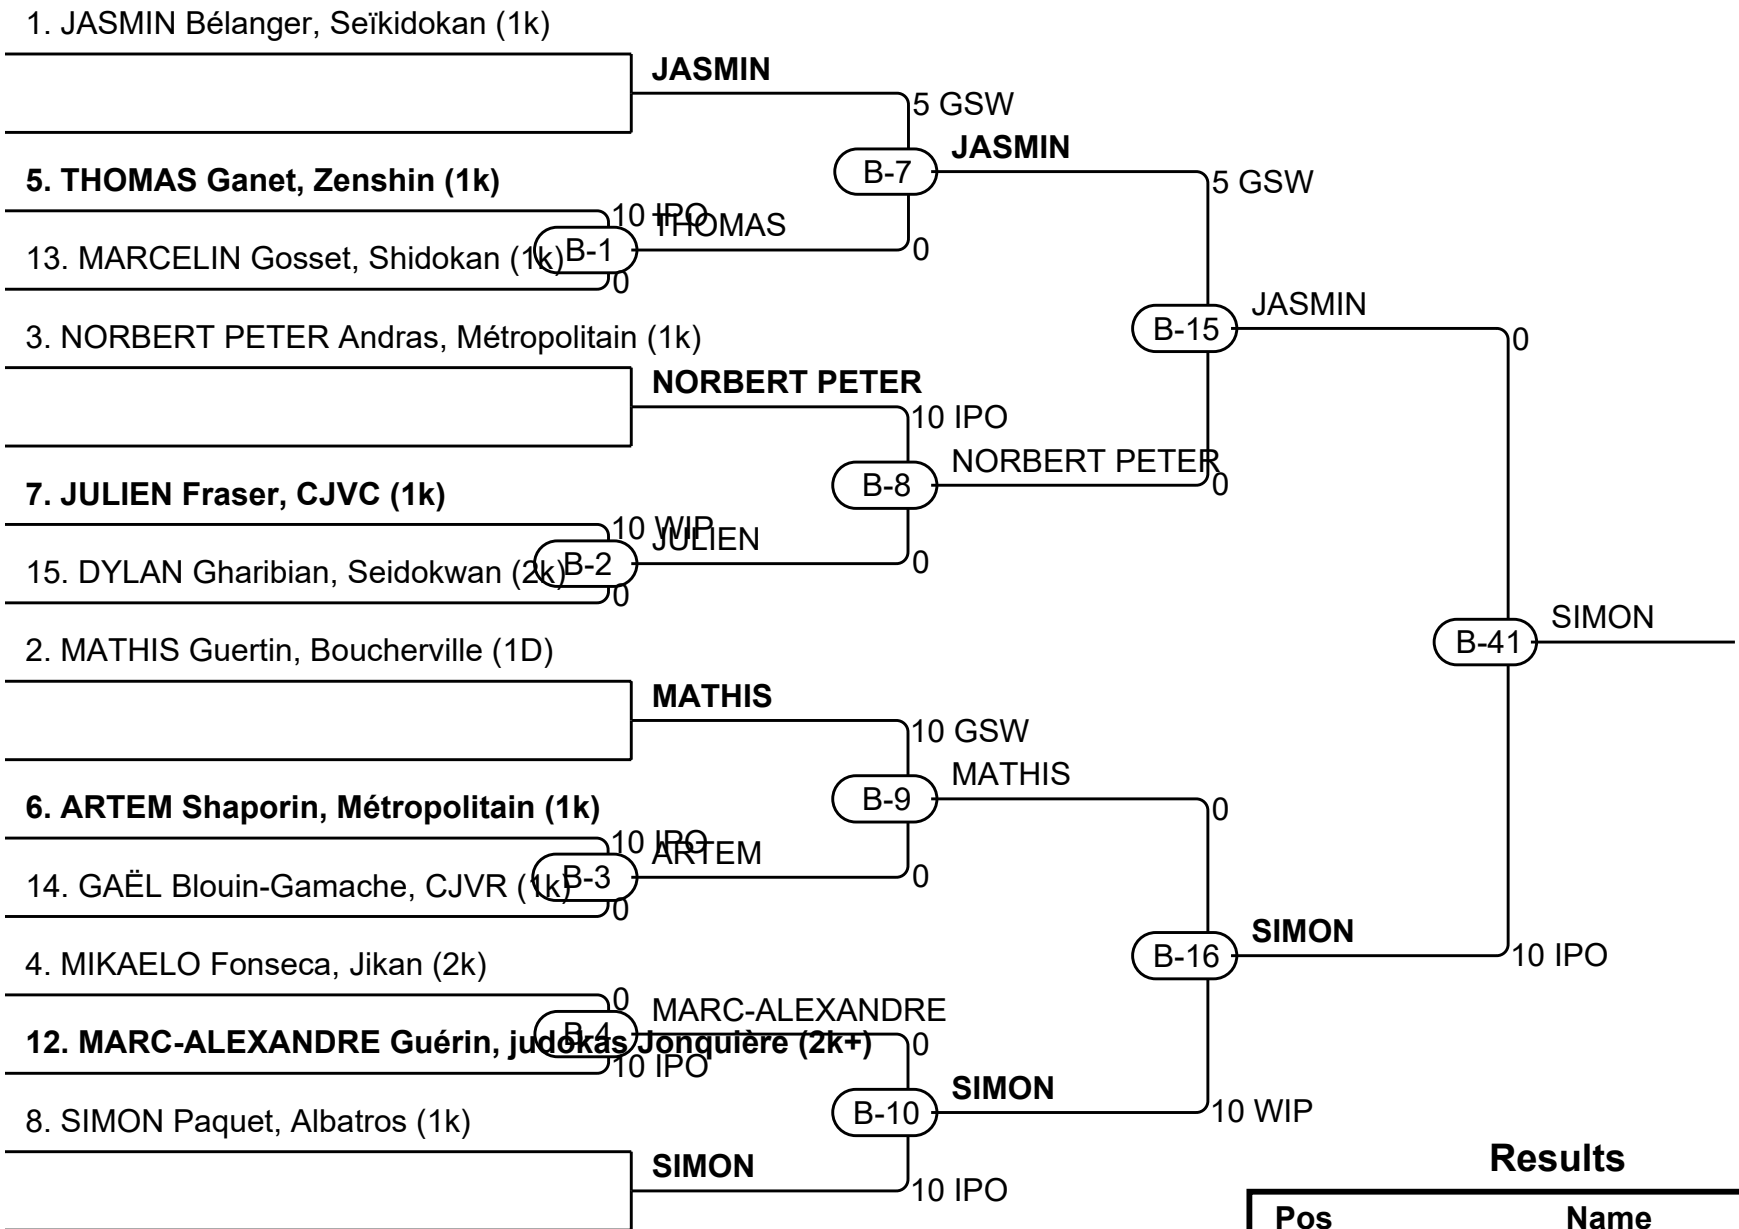 1. JASMIN Bélanger, Seïkidokan (1k)
JASMIN
5 GSW
B-7
JASMIN
5. THOMAS Ganet, Zenshin (1k)
10 IPO
THOMAS
13. MARCELIN Gosset, Shidokan (1k)
B-1
0
0
5 GSW
B-15
JASMIN
0
3. NORBERT PETER Andras, Métropolitain (1k)
NORBERT PETER
10 IPO
B-8
NORBERT PETER
0
7. JULIEN Fraser, CJVC (1k)
10 WIP
JULIEN
15. DYLAN Gharibian, Seidokwan (2k)
B-2
0
0
B-41
SIMON
2. MATHIS Guertin, Boucherville (1D)
MATHIS
10 GSW
B-9
MATHIS
0
6. ARTEM Shaporin, Métropolitain (1k)
10 IPO
ARTEM
14. GAËL Blouin-Gamache, CJVR (1k)
B-3
0
0
B-16
SIMON
10 IPO
4. MIKAELO Fonseca, Jikan (2k)
0
MARC-ALEXANDRE
12. MARC-ALEXANDRE Guérin, judokas Jonquière (2k+)
B-4
10 IPO
0
B-10
SIMON
10 WIP
8. SIMON Paquet, Albatros (1k)
SIMON
10 IPO
Results
Pos Name